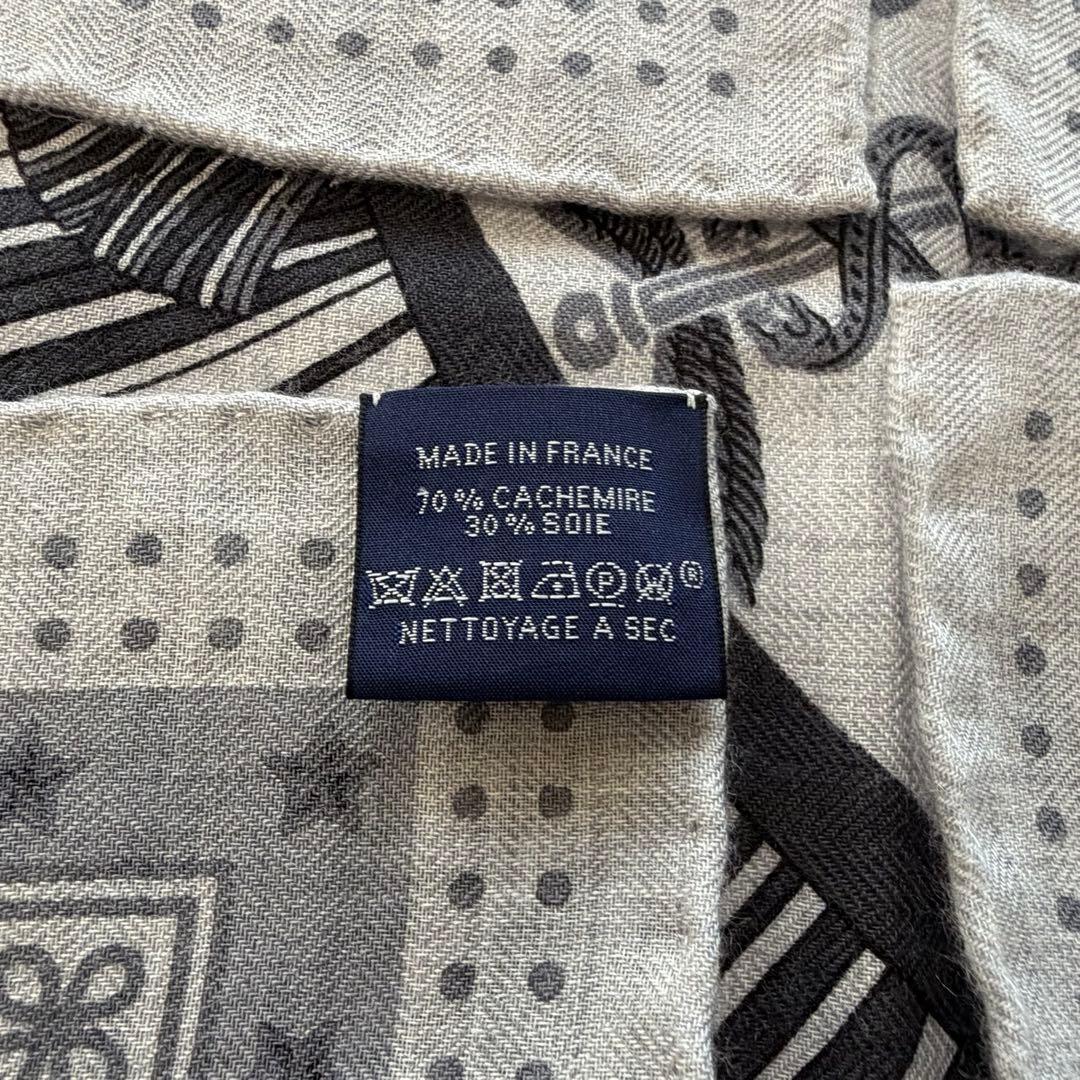 MADE IN FRANCE
70 % CACHEMIRE
30 % SOIE
P W ®
NETTOYAGE A SEC